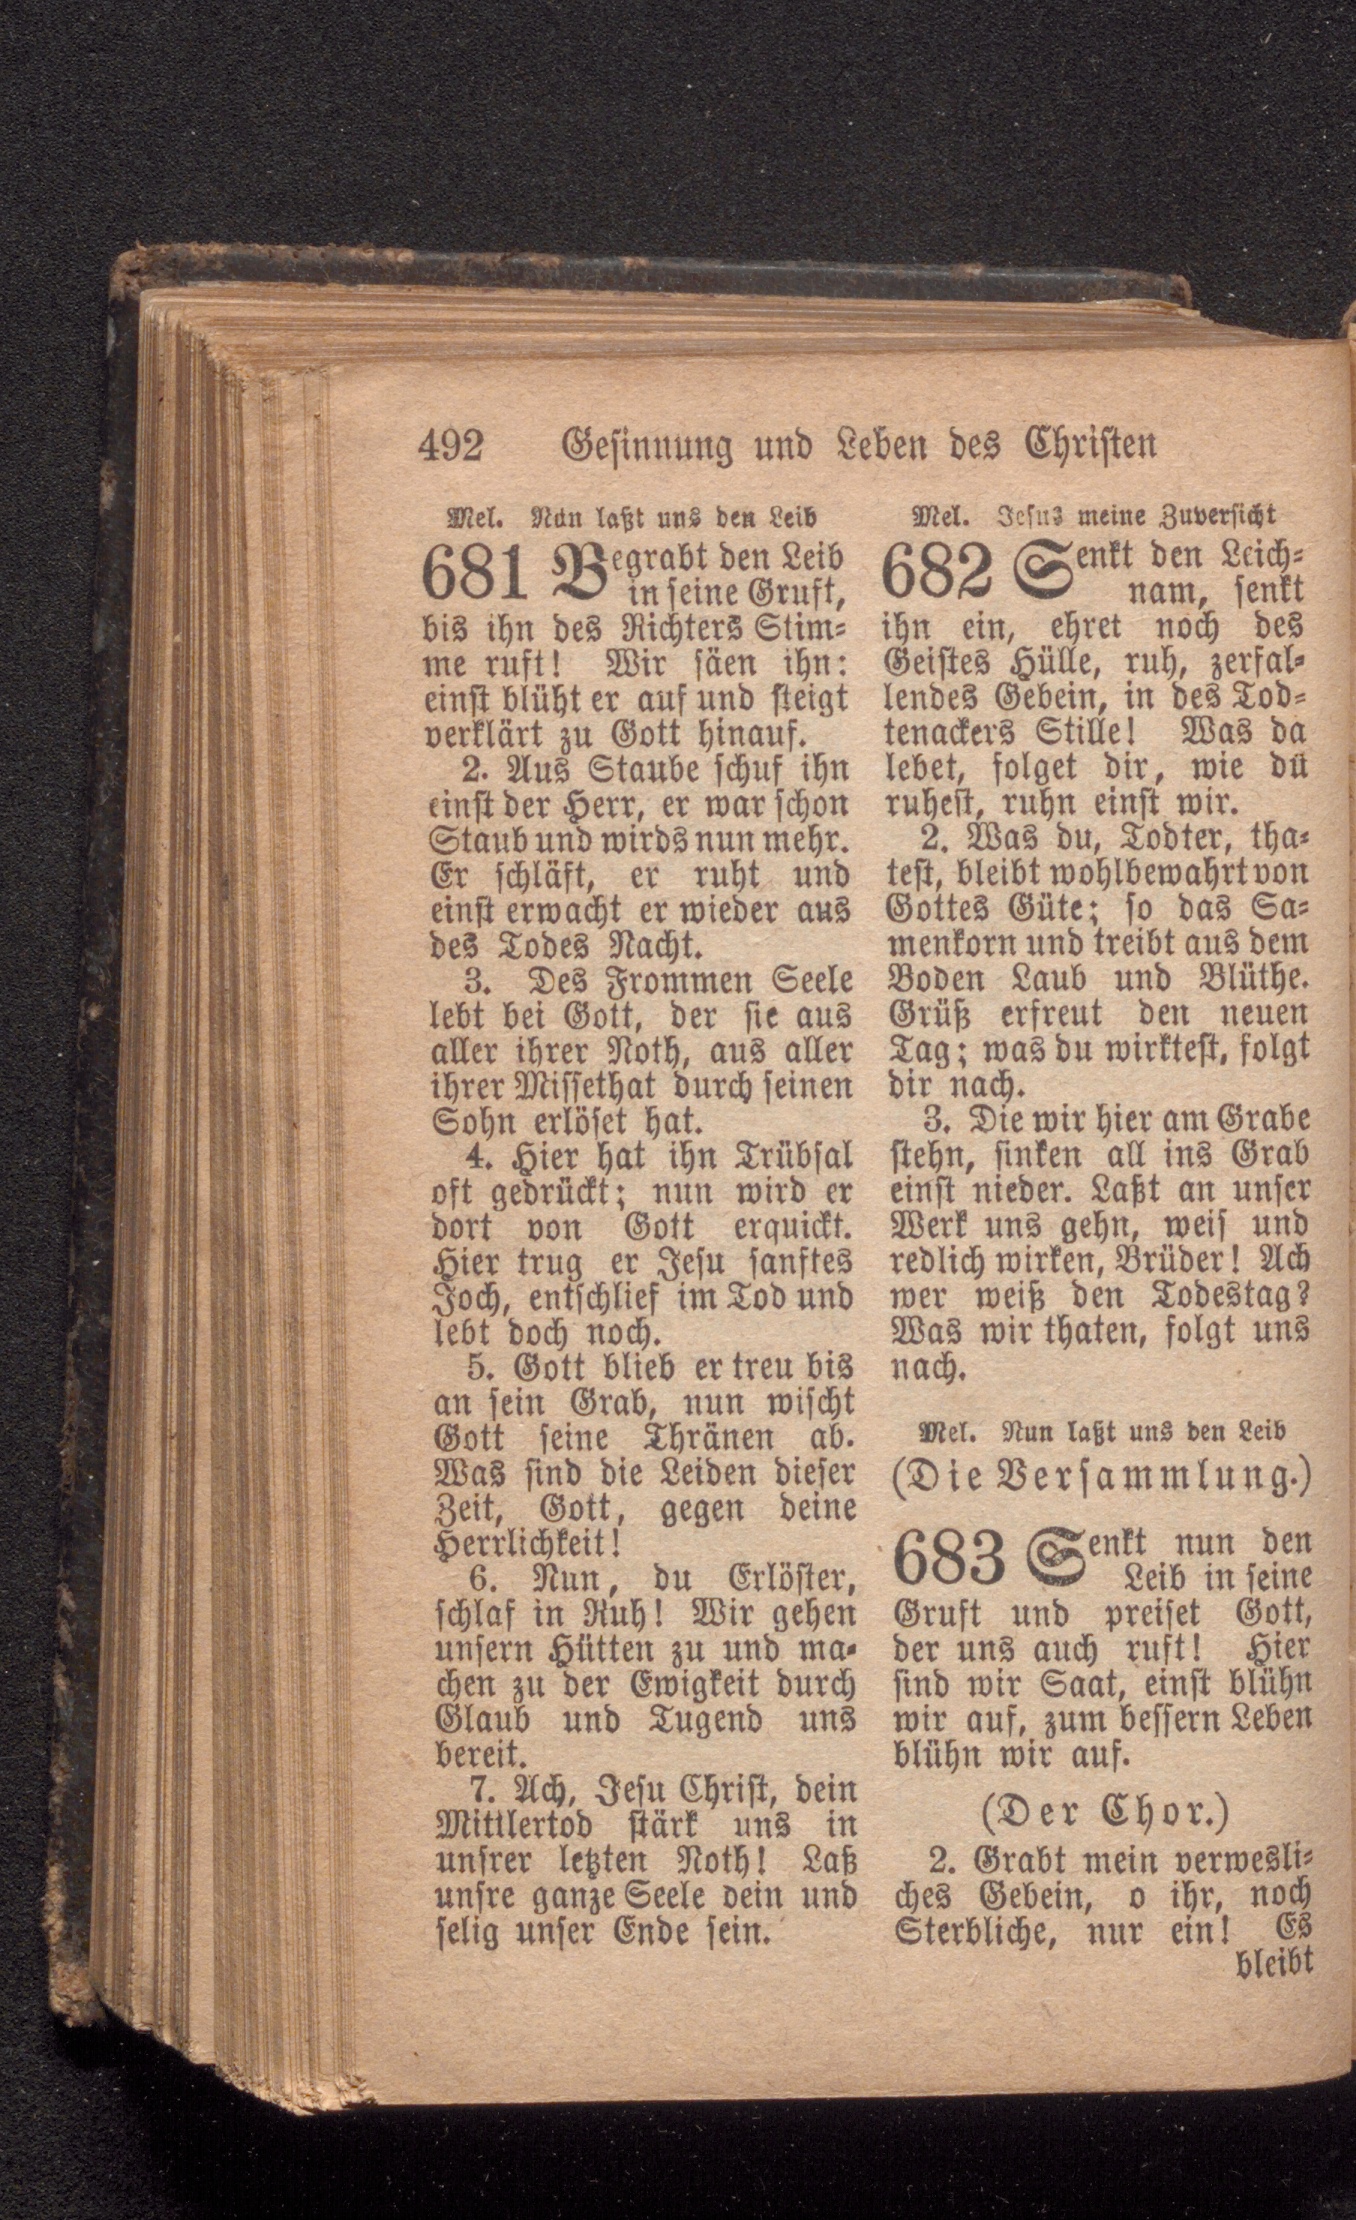 492 Gesinnung und Leben des Christen
Mel. Nun laßt uns den Leib
681 Begrabt den Leib
in seine Gruft,
bis ihn des Richters Stim-
me ruft! Wir säen ihn:
einst blüht er auf und steigt
verklärt zu Gott hinauf.
2. Aus Staube schuf ihn
einst der Herr, er war schon
Staub und wirds nun mehr.
Er schläft, er ruht und
einst erwacht er wieder aus
des Todes Nacht.
3. Des Frommen Seele
lebt bei Gott, der sie aus
aller ihrer Noth, aus aller
ihrer Missethat durch seinen
Sohn erlöset hat.
4. Hier hat ihn Trübsal
oft gedrückt; nun wird er
dort von Gott erquickt.
Hier trug er Jesu sanftes
Joch, entschlief im Tod und
lebt doch noch.
5. Gott blieb er treu bis
an sein Grab, nun wischt
Gott seine Thränen ab.
Was sind die Leiden dieser
Zeit, Gott, gegen deine
Herrlichkeit!
6. Nun, du Erlöster,
schlaf in Ruh! Wir gehen
unsern Hütten zu und ma-
chen zu der Ewigkeit durch
Glaub und Tugend uns
bereit.
7. Ach, Jesu Christ, dein
Mittlertod stärk uns in
unsrer letzten Noth! Laß
unsre ganze Seele dein und
selig unser Ende sein.
Mel. Jesus meine Zuversicht
682 Senkt den Leich-
nam, senkt
ihn ein, ehret noch des
Geistes Hülle, ruh, zerfal-
lendes Gebein, in des Tod-
tenackers Stille! Was da
lebet, folget dir, wie du
ruhest, ruhn einst wir.
2. Was du, Todter, tha-
test, bleibt wohlbewahrt von
Gottes Güte; so das Sa-
menkorn und treibt aus dem
Boden Laub und Blüthe.
Grüß erfreut den neuen
Tag; was du wirktest, folgt
dir nach.
3. Die wir hier am Grabe
stehn, sinken all ins Grab
einst nieder. Laßt an unser
Werk uns gehn, weis und
redlich wirken, Brüder! Ach
wer weiß den Todestag?
Was wir thaten, folgt uns
nach.
Mel. Nun laßt uns den Leib
(Die Versammlung.)
683 Senkt nun den
Leib in seine
Gruft und preiset Gott,
der uns auch ruft! Hier
sind wir Saat, einst blühn
wir auf, zum bessern Leben
blühn wir auf.
(Der Chor.)
2. Grabt mein verwesli-
ches Gebein, o ihr, noch
Sterbliche, nur ein! Es
bleibt